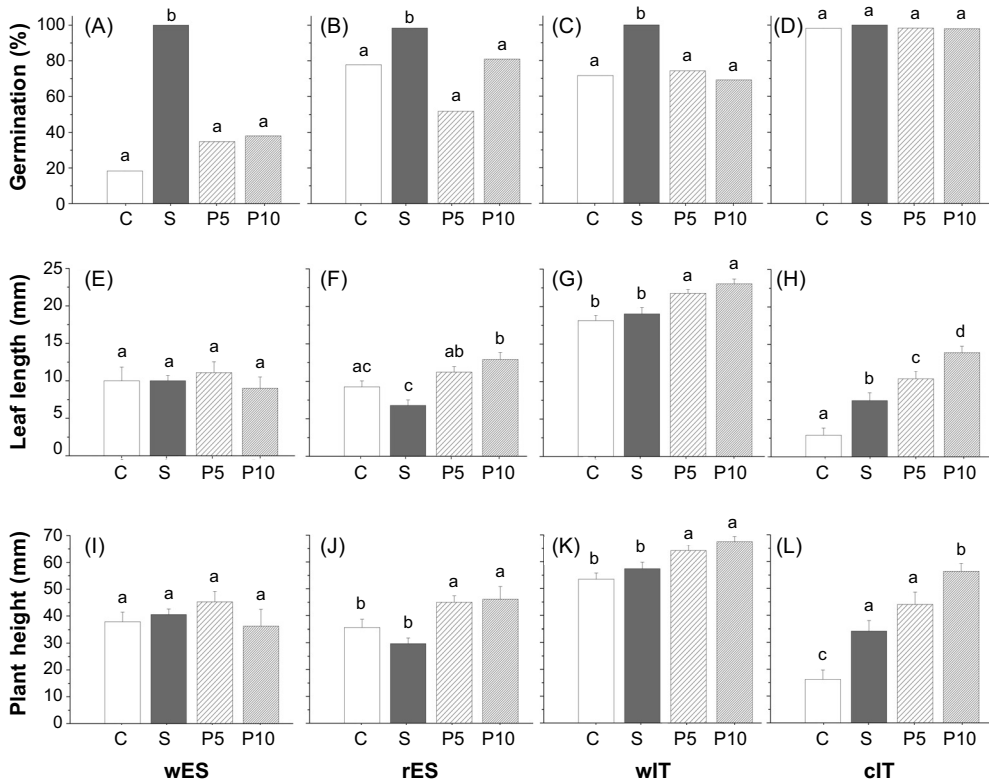 Germination (%)
100
80
60
40
20
0
(A) a b a a
C S P5 P10
(B) a b a a
C S P5 P10
(C) a b a a
C S P5 P10
(D) a a a a
C S P5 P10
Leaf length (mm)
25
20
15
10
5
0
(E) a a a a
C S P5 P10
(F) ac c ab b
C S P5 P10
(G) b b a a
C S P5 P10
(H) a b c d
C S P5 P10
Plant height (mm)
70
60
50
40
30
20
10
0
(I) a a a a
C S P5 P10
(J) b b a a
C S P5 P10
(K) b b a a
C S P5 P10
(L) c a a b
C S P5 P10
wES rES wIT cIT